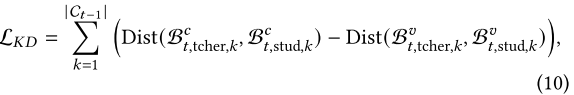 $$\mathcal{L}_{KD} = \sum_{k=1}^{|C_{t-1}|} \left( \text{Dist}(\mathcal{B}^{c}_{t,\text{tcher},k}, \mathcal{B}^{c}_{t,\text{stud},k}) - \text{Dist}(\mathcal{B}^{v}_{t,\text{tcher},k}, \mathcal{B}^{v}_{t,\text{stud},k}) \right),$$
(10)